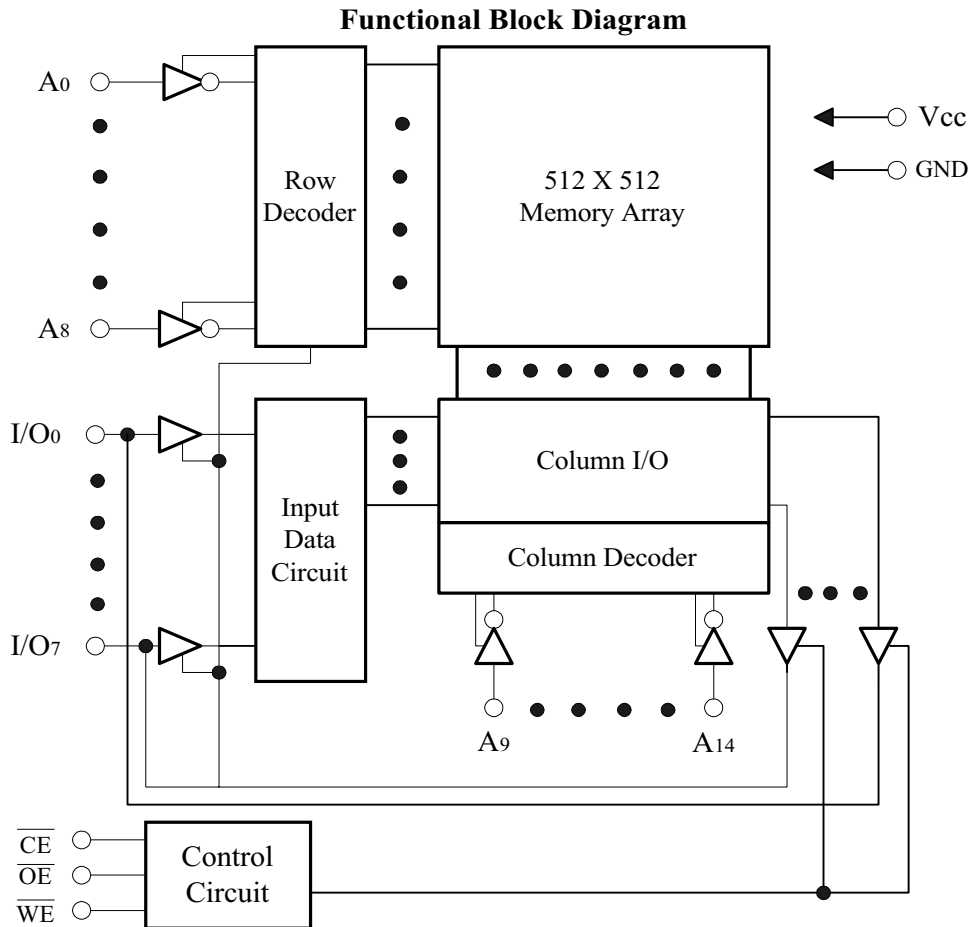 Functional Block Diagram
A0
Row
Decoder
512 X 512
Memory Array
Vcc
GND
A8
I/O0
Input
Data
Circuit
Column I/O
Column Decoder
I/O7
A9
A14
CE
OE
WE
Control
Circuit